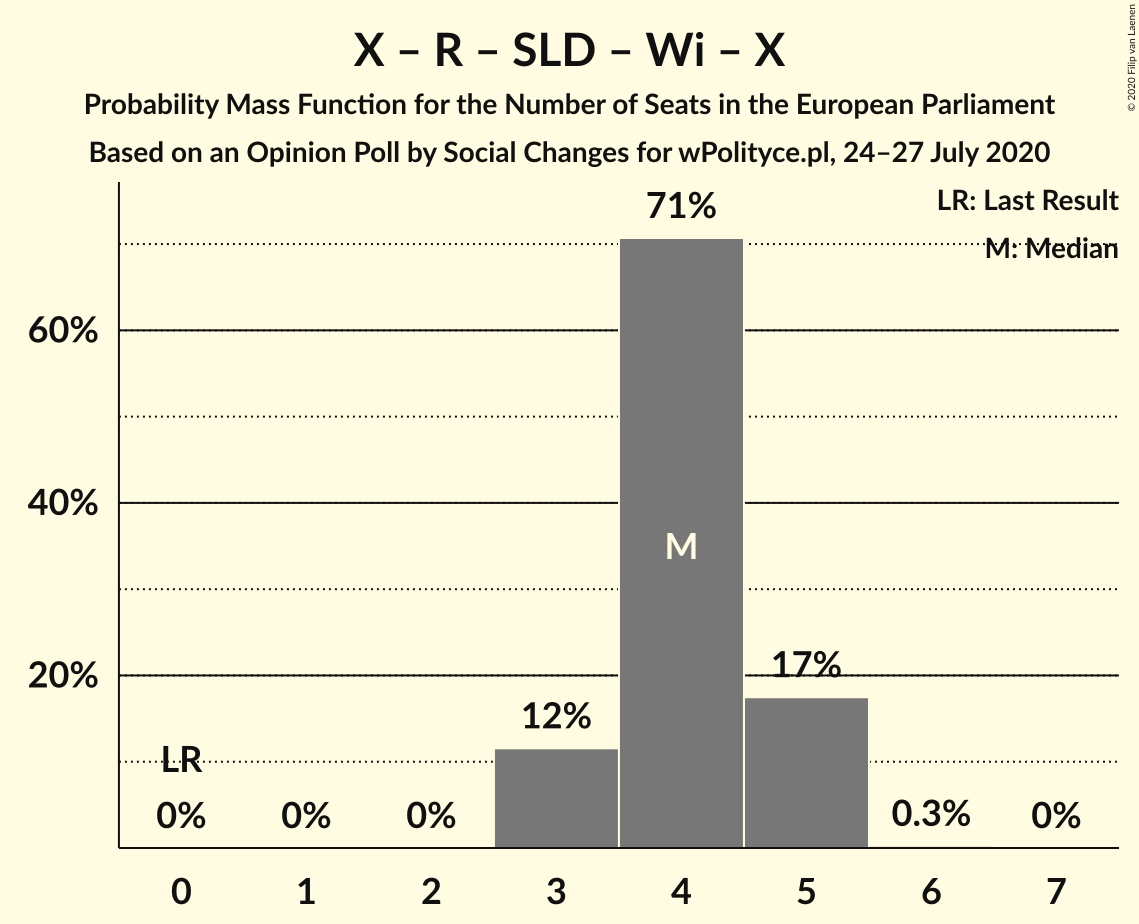 X – R – SLD – Wi – X
Probability Mass Function for the Number of Seats in the European Parliament
Based on an Opinion Poll by Social Changes for wPolityce.pl, 24–27 July 2020
© 2020 Filip van Laenen
LR: Last Result
M: Median
71%
60%
40%
M
20%
17%
12%
LR
0%
0%
0%
0.3%
0%
0
1
2
3
4
5
6
7